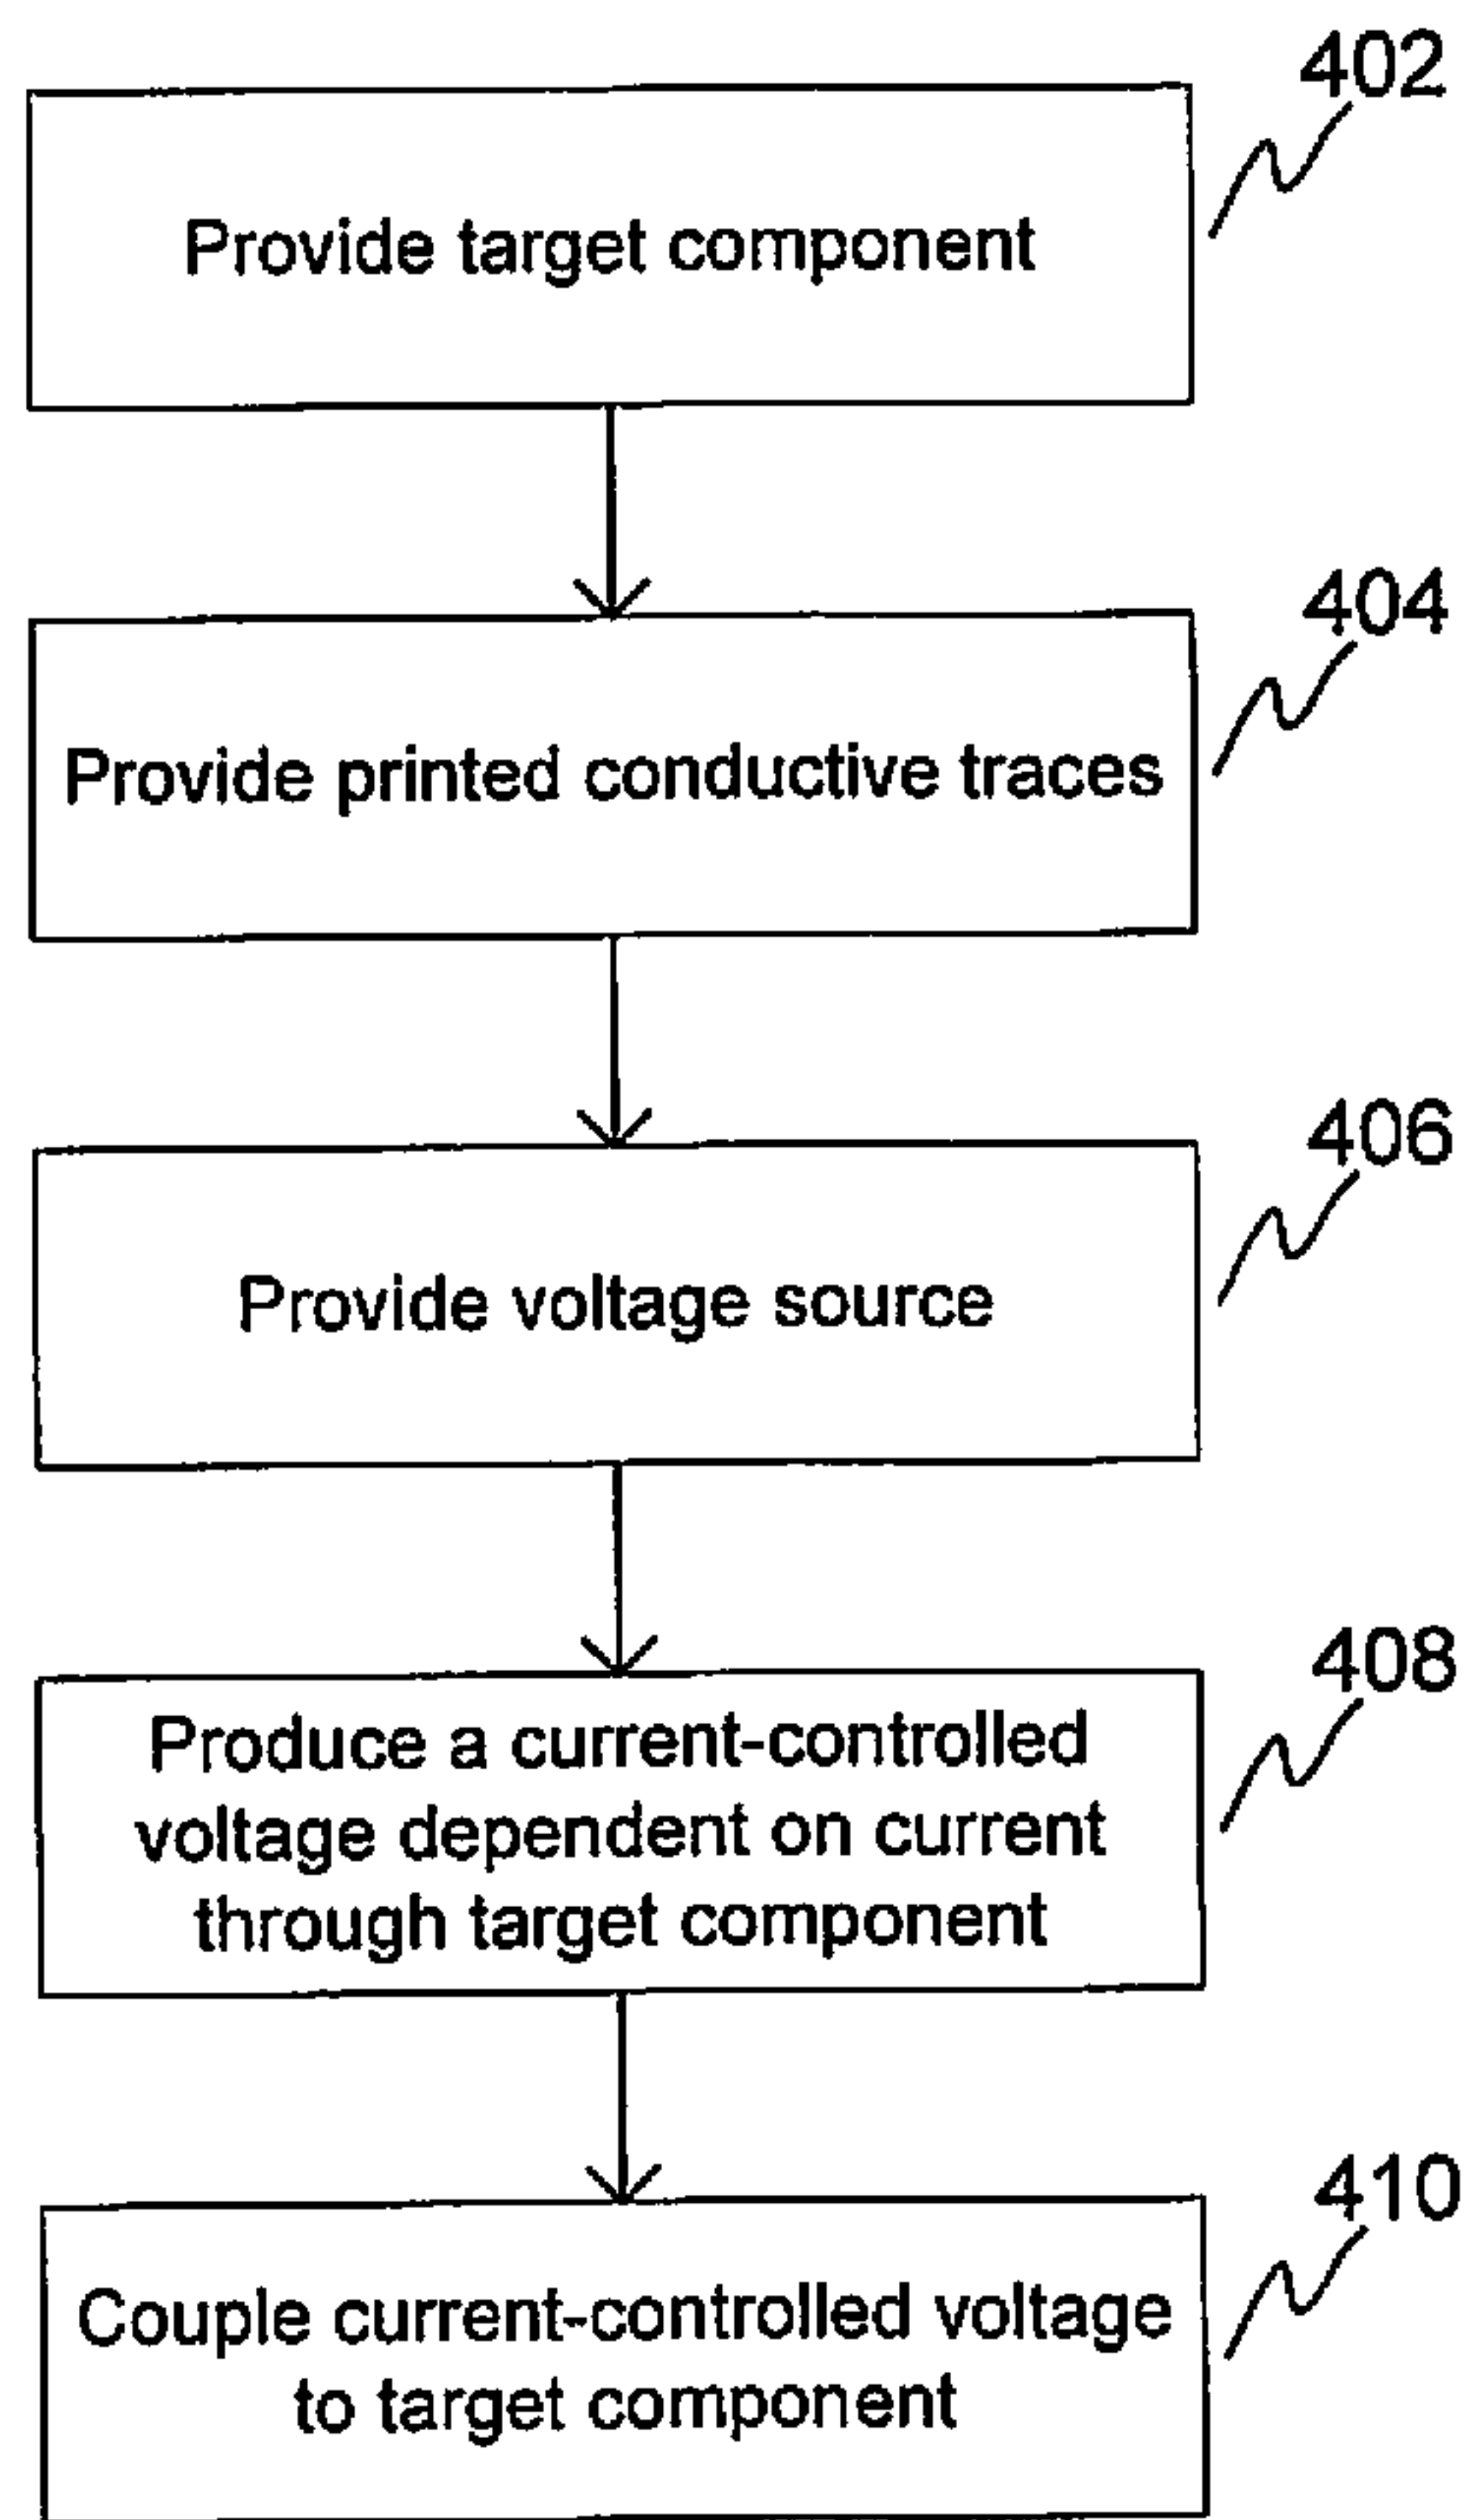 402
Provide target component
404
Provide printed conductive traces
406
Provide voltage source
408
Produce a current-controlled
voltage dependent on current
through target component
410
Couple current-controlled voltage
to target component